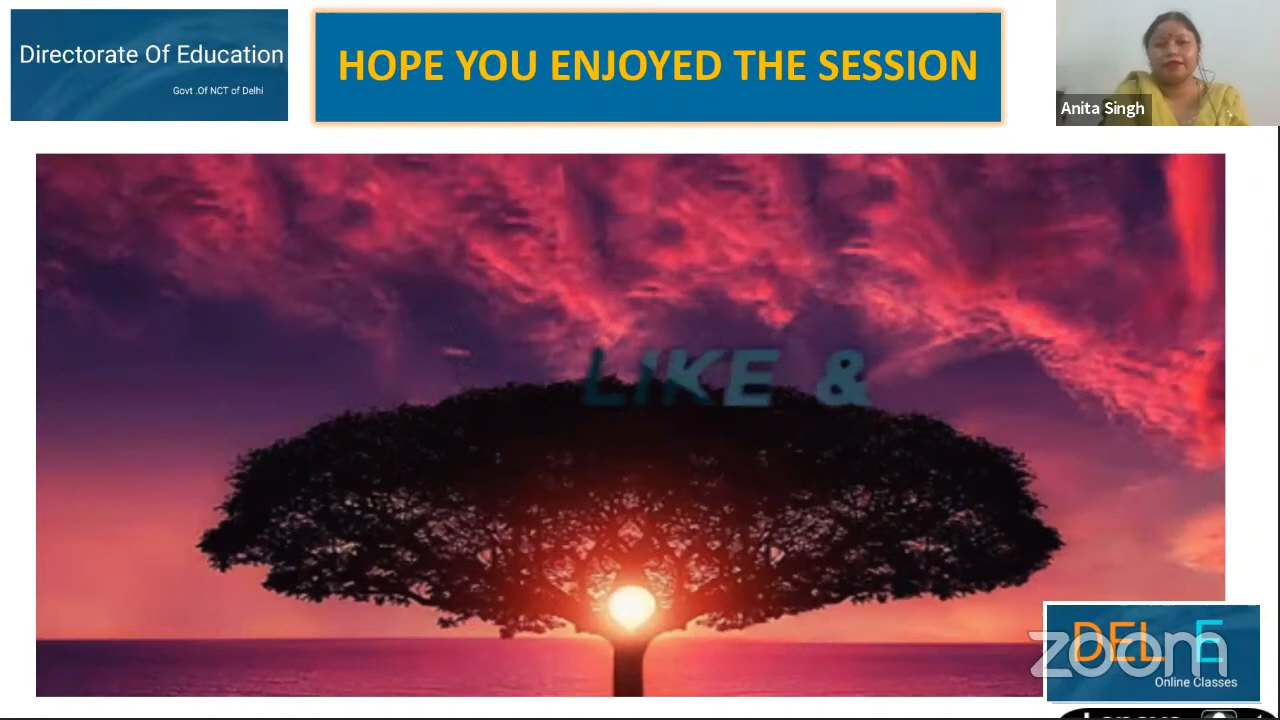 Directorate Of Education
Govt .Of NCT of Delhi
HOPE YOU ENJOYED THE SESSION
Anita Singh
LIKE &
DEL E
zoom
Online Classes